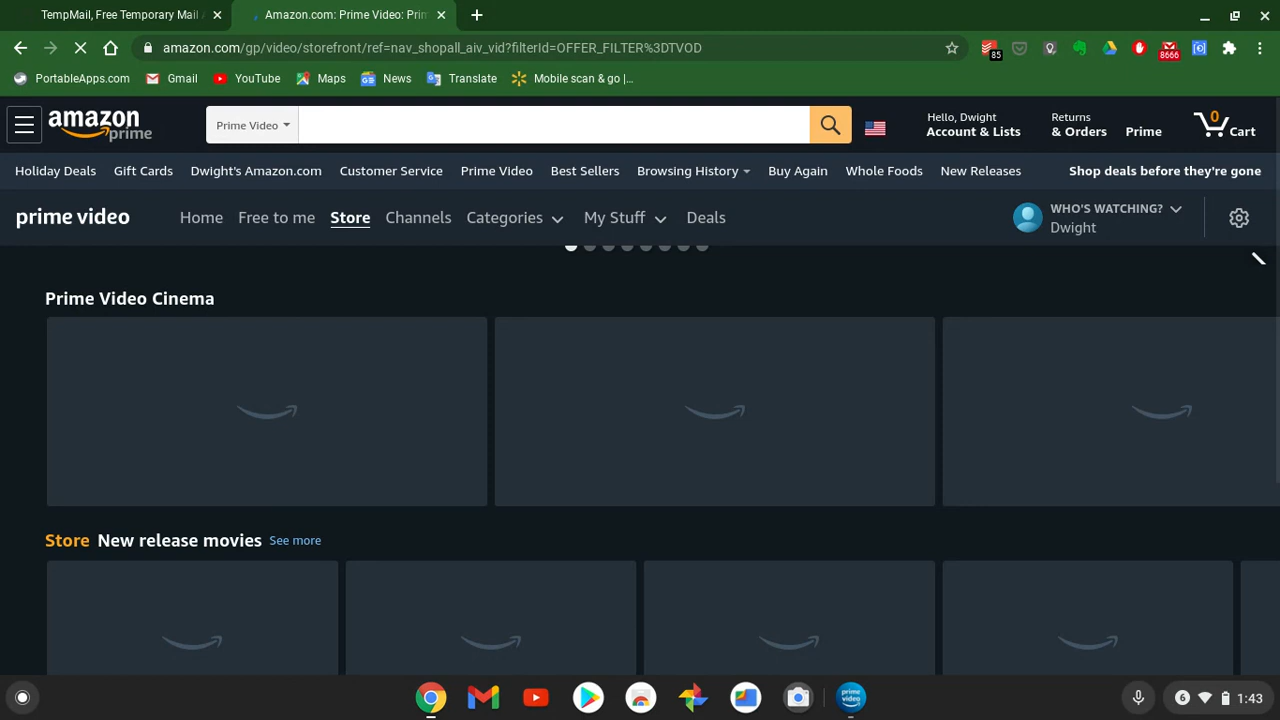 TempMail, Free Temporary Mail
Amazon.com: Prime Video: Prim
amazon.com/gp/video/storefront/ref=nav_shopall_aiv_vid?filterId=OFFER_FILTER%3DTVOD
85
8666
PortableApps.com
Gmail
YouTube
Maps
News
Translate
Mobile scan & go |...
amazon prime
Prime Video
Hello, Dwight
Account & Lists
Returns
& Orders
Prime
0
Cart
Holiday Deals
Gift Cards
Dwight's Amazon.com
Customer Service
Prime Video
Best Sellers
Browsing History
Buy Again
Whole Foods
New Releases
Shop deals before they're gone
prime video
Home
Free to me
Store
Channels
Categories
My Stuff
Deals
WHO'S WATCHING?
Dwight
Prime Video Cinema
Store New release movies See more
prime video
6
1:43